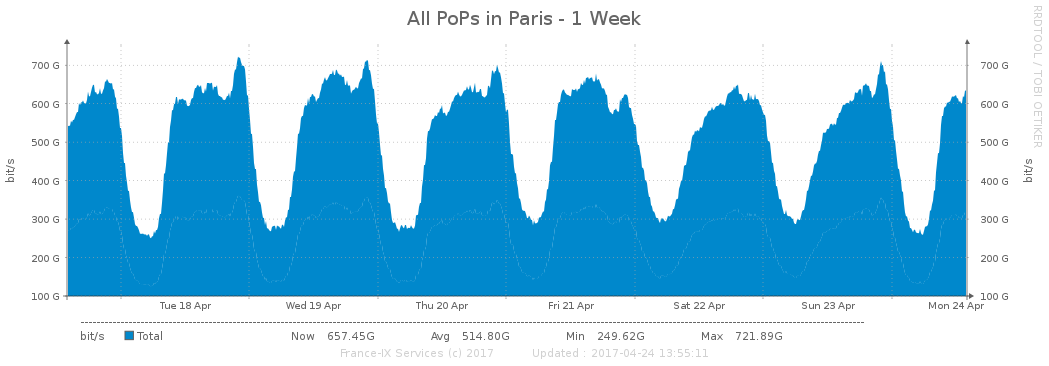 All PoPs in Paris - 1 Week
RRDTOOL / TOBI OETIKER
bit/s
bit/s
700 G 700 G
600 G 600 G
500 G 500 G
400 G 400 G
300 G 300 G
200 G 200 G
100 G 100 G
Tue 18 Apr Wed 19 Apr Thu 20 Apr Fri 21 Apr Sat 22 Apr Sun 23 Apr Mon 24 Apr
bit/s Total Now 657.45G Avg 514.80G Min 249.62G Max 721.89G
France-IX Services (c) 2017 Updated : 2017-04-24 13:55:11